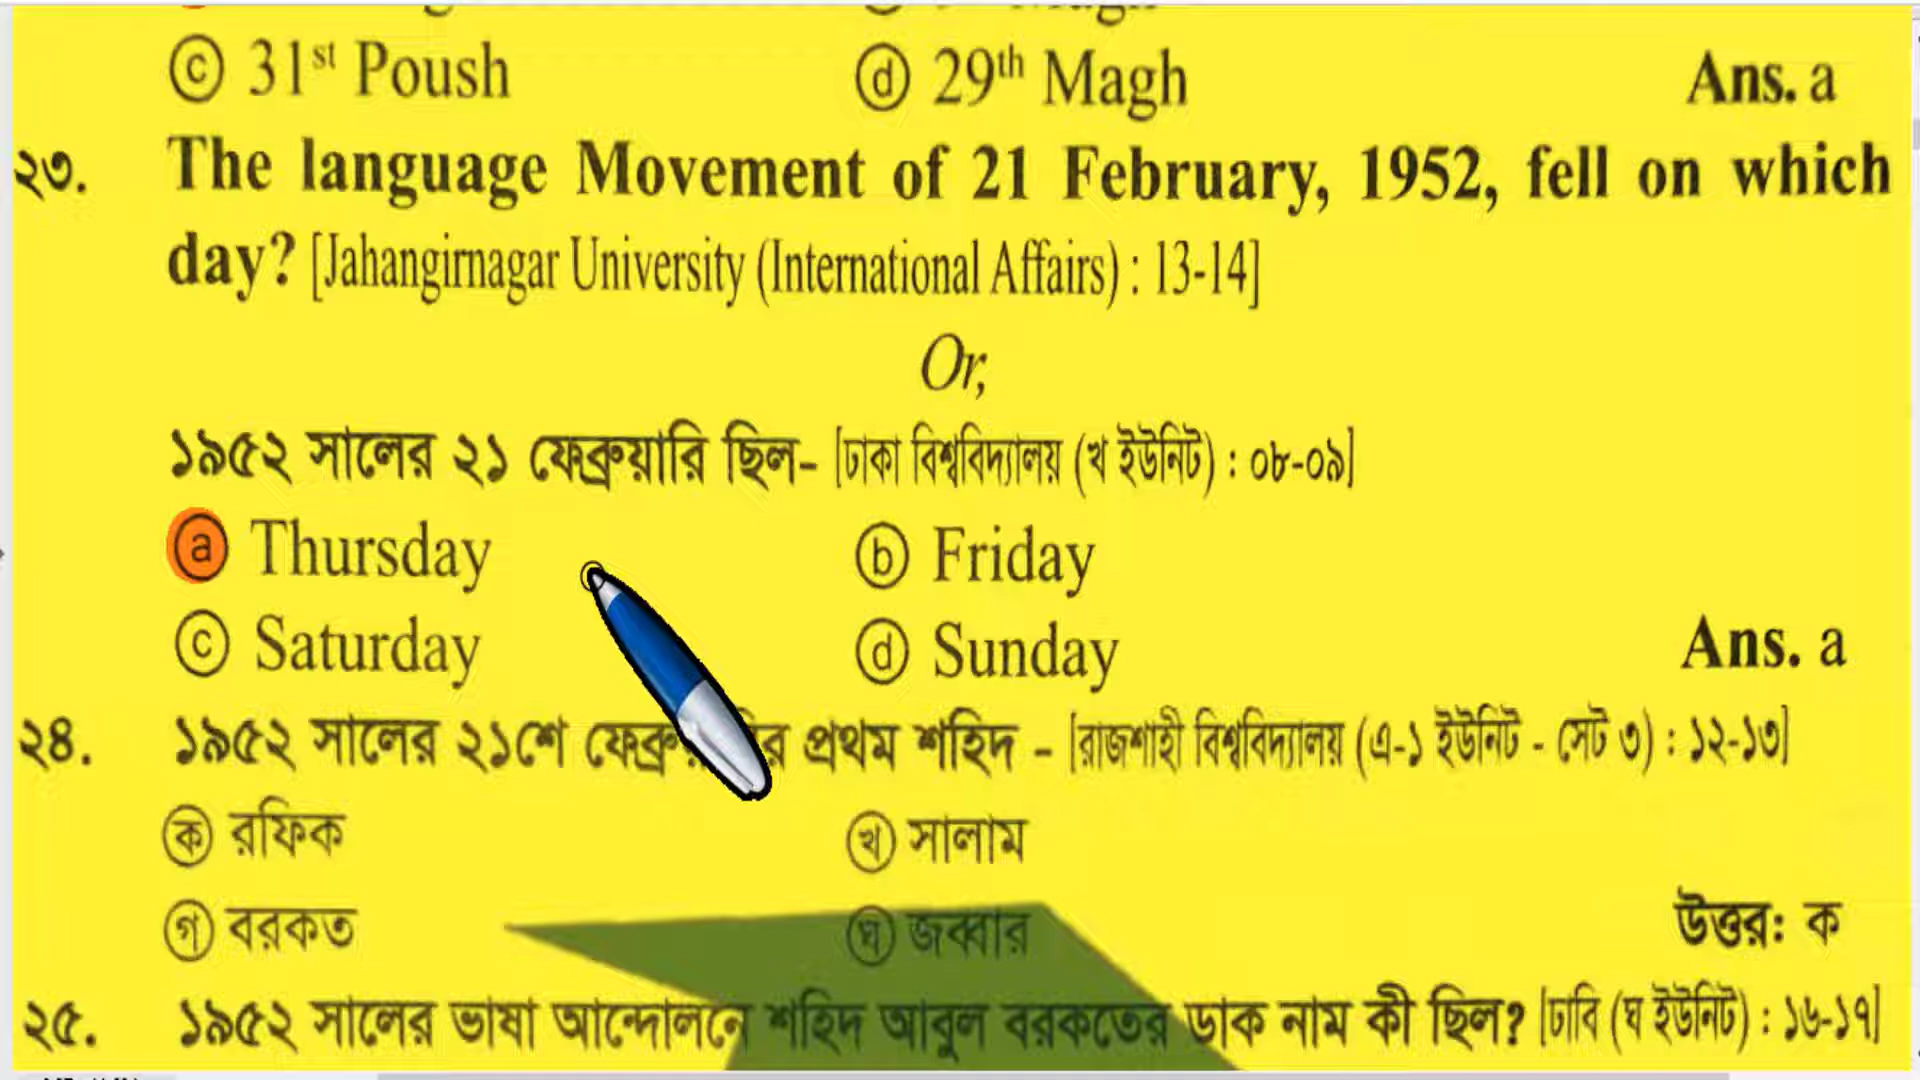 ⓒ 31st Poush ⓓ 29th Magh Ans. a
২৩. The language Movement of 21 February, 1952, fell on which
day? [Jahangirnagar University (International Affairs) : 13-14]
Or,
১৯৫২ সালের ২১ ফেব্রুয়ারি ছিল- [ঢাকা বিশ্ববিদ্যালয় (খ ইউনিট) : ০৮-০৯]
ⓐ Thursday ⓑ Friday
ⓒ Saturday ⓓ Sunday Ans. a
২৪. ১৯৫২ সালের ২১শে প্রথম শহিদ - [রাজশাহী বিশ্ববিদ্যালয় (এ-১ ইউনিট - সেট ৩) : ১২-১৩]
ক রফিক খ সালাম
গ বরকত ঘ জব্বার উত্তর: ক
২৫. ১৯৫২ সালের ভাষা আন্দোলনে শহিদ আবুল বরকতের ডাক নাম কী ছিল? [ঢাবি (ঘ ইউনিট) : ১৬-১৭]